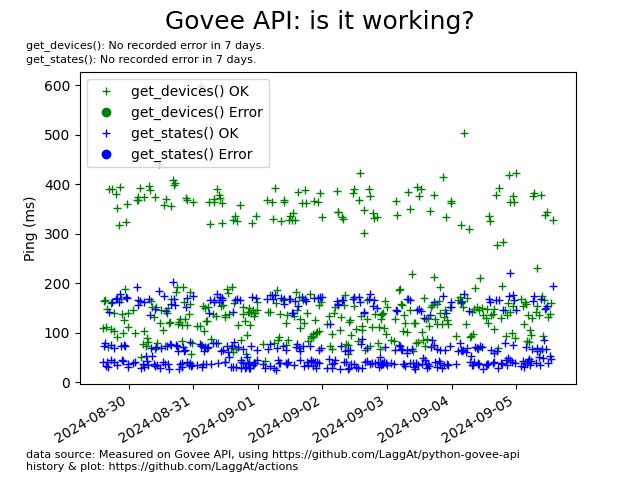 Govee API: is it working?
get_devices(): No recorded error in 7 days.
get_states(): No recorded error in 7 days.
600
500
400
300
200
100
0
Ping (ms)
get_devices() OK
get_devices() Error
get_states() OK
get_states() Error
2024-08-30
2024-08-31
2024-09-01
2024-09-02
2024-09-03
2024-09-04
2024-09-05
data source: Measured on Govee API, using https://github.com/LaggAt/python-govee-api
history & plot: https://github.com/LaggAt/actions